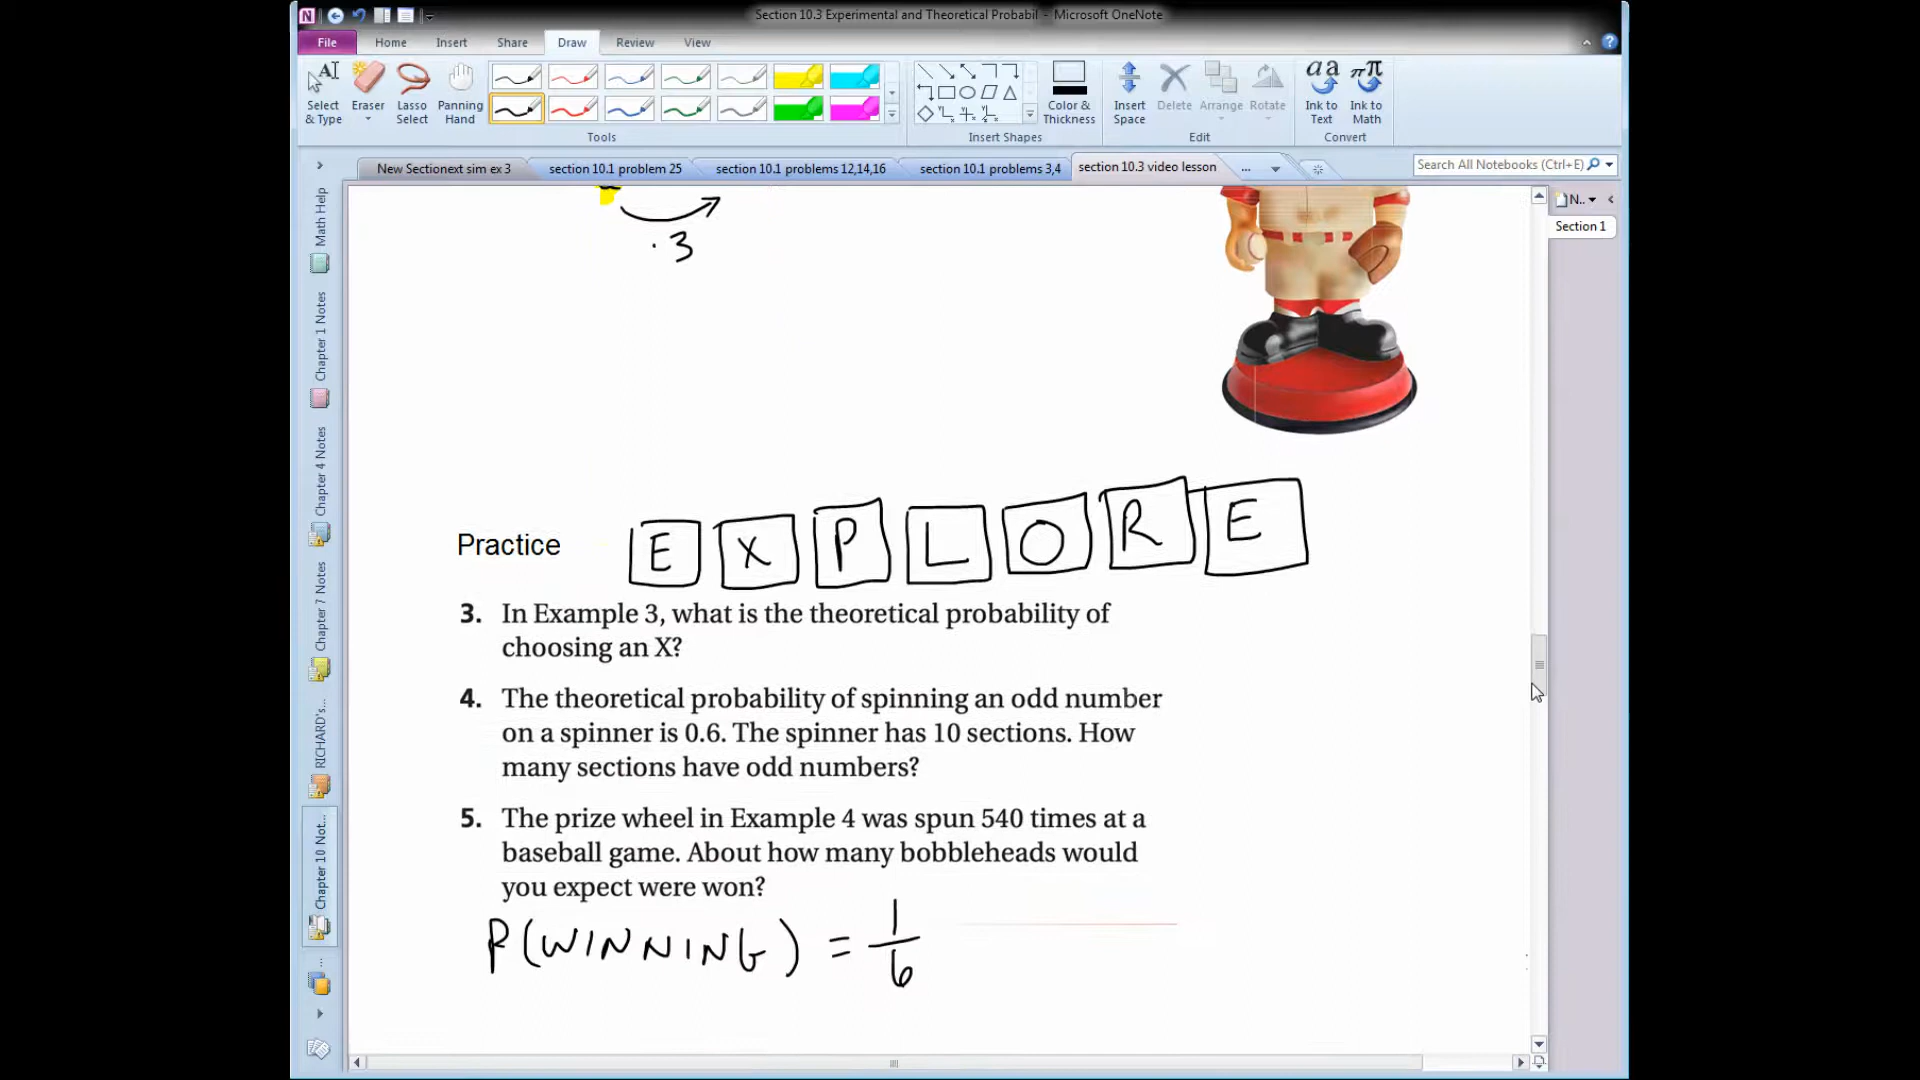 Section 10.3 Experimental and Theoretical Probabil - Microsoft OneNote
File Home Insert Share Draw Review View
Select & Type
Eraser
Lasso Select
Panning Hand
Color & Thickness
Insert Space
Delete
Arrange
Rotate
Ink to Text
Ink to Math
Tools
Insert Shapes
Edit
Convert
New Sectionext sim ex 3
section 10.1 problem 25
section 10.1 problems 12,14,16
section 10.1 problems 3,4
section 10.3 video lesson
...
Search All Notebooks (Ctrl+E)
N..
Section 1
Math Help
Chapter 1 Notes
Chapter 4 Notes
Chapter 7 Notes
RICHARD's...
Chapter 10 Not...
· 3
E X P L O R E
Practice
3. In Example 3, what is the theoretical probability of
choosing an X?
4. The theoretical probability of spinning an odd number
on a spinner is 0.6. The spinner has 10 sections. How
many sections have odd numbers?
5. The prize wheel in Example 4 was spun 540 times at a
baseball game. About how many bobbleheads would
you expect were won?
P(WINNING) = 1/6